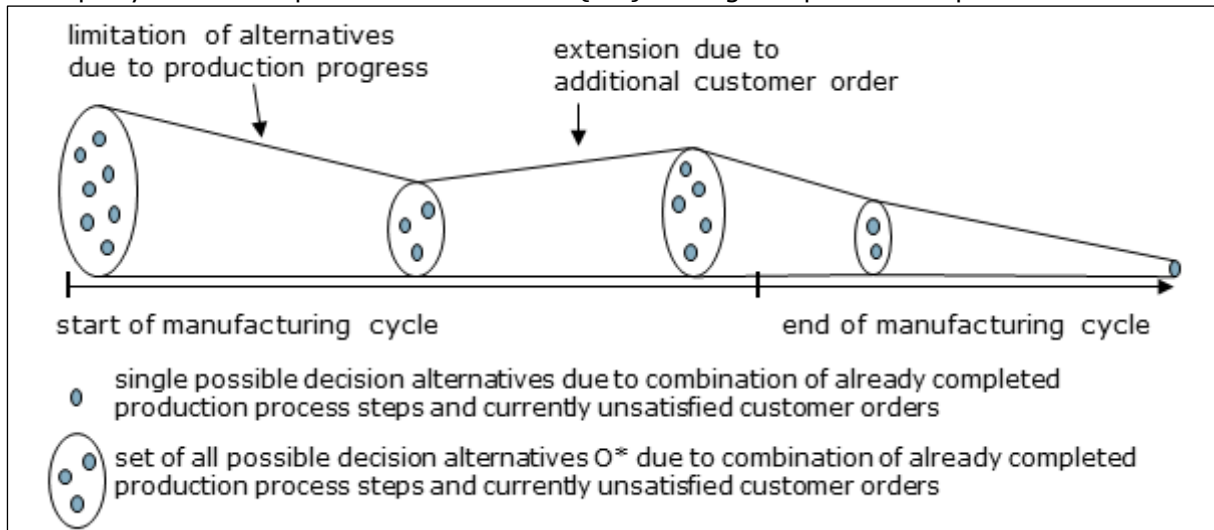 limitation of alternatives
due to production progress
extension due to
additional customer order
start of manufacturing cycle
end of manufacturing cycle
single possible decision alternatives due to combination of already completed
production process steps and currently unsatisfied customer orders
set of all possible decision alternatives O* due to combination of already completed
production process steps and currently unsatisfied customer orders